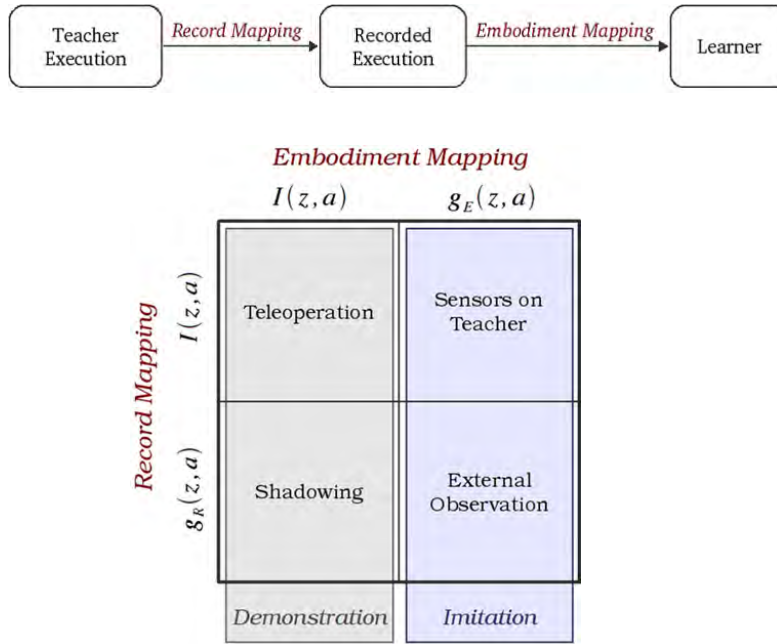 Teacher
Execution
Record Mapping
Recorded
Execution
Embodiment Mapping
Learner
Embodiment Mapping
I(z,a)
g_E(z,a)
Record Mapping
I(z,a)
g_R(z,a)
Teleoperation
Sensors on
Teacher
Shadowing
External
Observation
Demonstration
Imitation